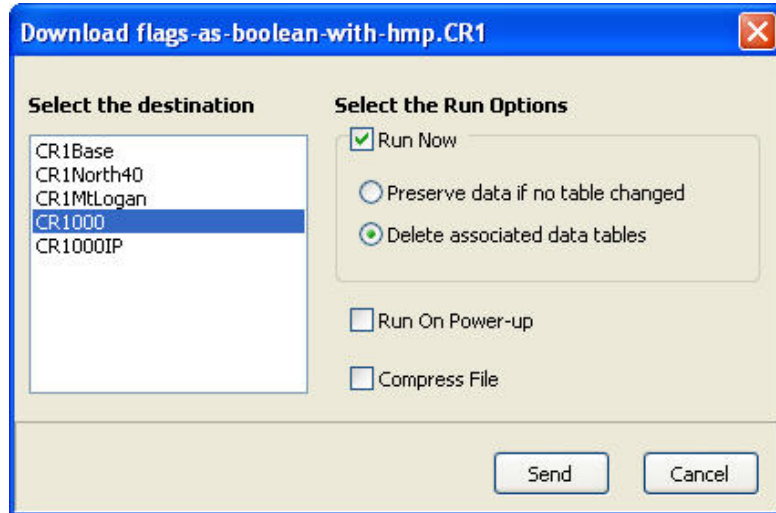 Download flags-as-boolean-with-hmp.CR1
Select the destination
CR1Base
CR1North40
CR1MtLogan
CR1000
CR1000IP
Select the Run Options
Run Now
Preserve data if no table changed
Delete associated data tables
Run On Power-up
Compress File
Send
Cancel